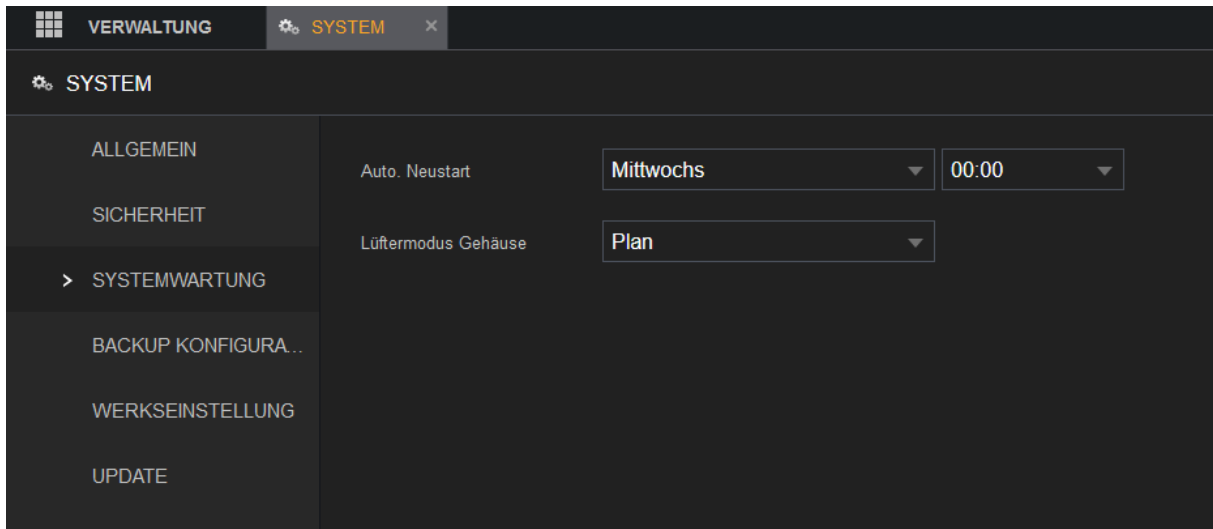 VERWALTUNG SYSTEM ×
SYSTEM
ALLGEMEIN
SICHERHEIT
> SYSTEMWARTUNG
BACKUP KONFIGURA...
WERKSEINSTELLUNG
UPDATE
Auto. Neustart Mittwochs 00:00
Lüftermodus Gehäuse Plan